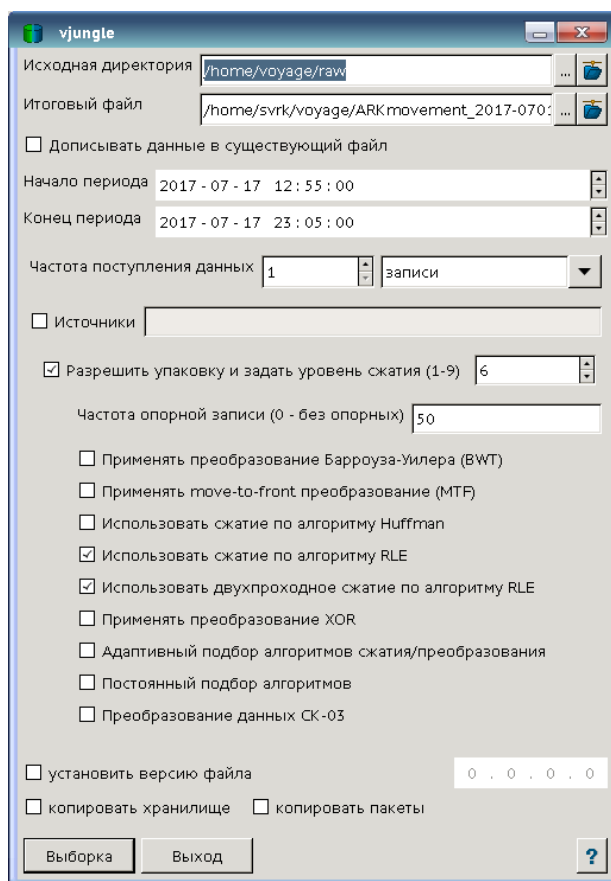 vjungle
Исходная директория /home/voyage/raw ...
Итоговый файл /home/svrk/voyage/ARKmovement_2017-0701 ...
Дописывать данные в существующий файл
Начало периода 2017 - 07 - 17 12 : 55 : 00
Конец периода 2017 - 07 - 17 23 : 05 : 00
Частота поступления данных 1 записи
Источники
Разрешить упаковку и задать уровень сжатия (1-9) 6
Частота опорной записи (0 - без опорных) 50
Применять преобразование Барроуза-Уилера (BWT)
Применять move-to-front преобразование (MTF)
Использовать сжатие по алгоритму Huffman
Использовать сжатие по алгоритму RLE
Использовать двухпроходное сжатие по алгоритму RLE
Применять преобразование XOR
Адаптивный подбор алгоритмов сжатия/преобразования
Постоянный подбор алгоритмов
Преобразование данных СК-03
установить версию файла 0 . 0 . 0 . 0
копировать хранилище копировать пакеты
Выборка Выход ?